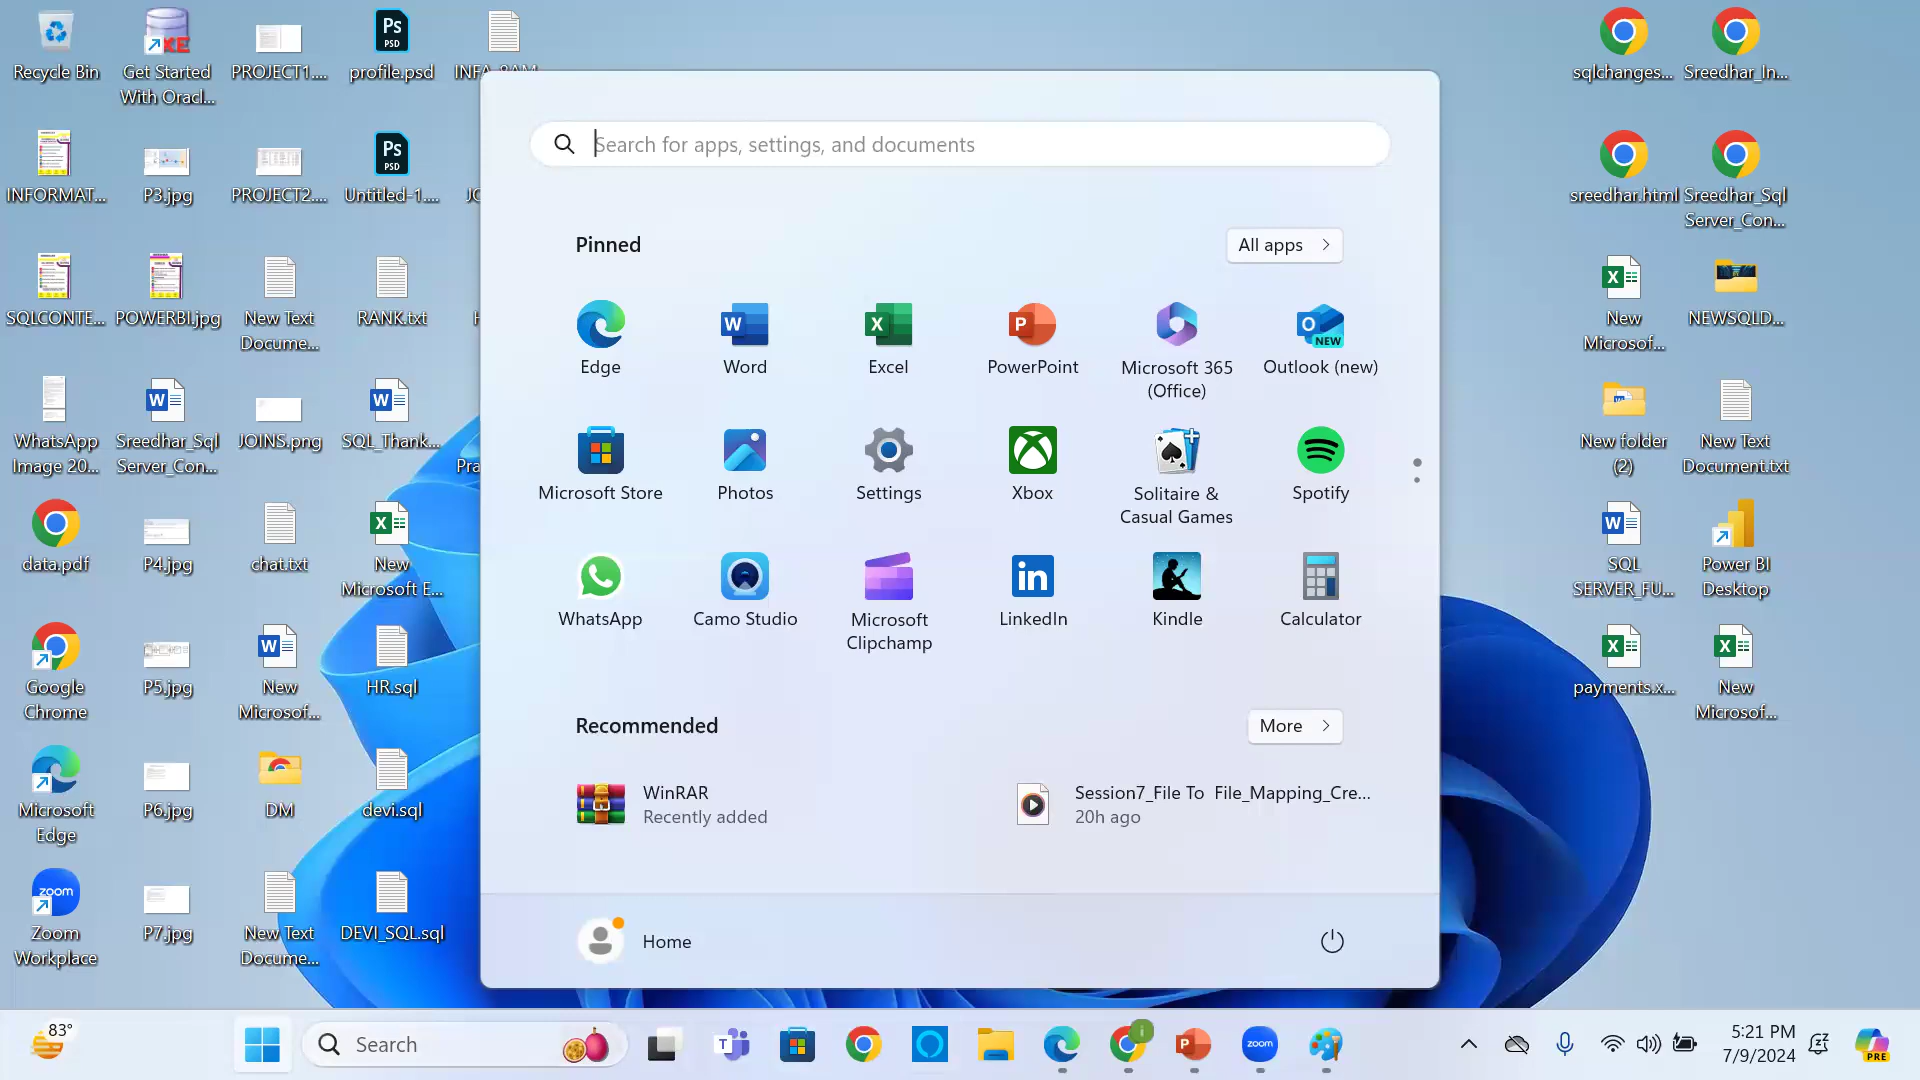 Recycle Bin
Get Started
With Oracl...
PROJECT1....
profile.psd
sqlchanges...
Sreedhar_In...
INFORMAT...
P3.jpg
PROJECT2....
Untitled-1....
sreedhar.html
Sreedhar_Sql
Server_Con...
SQLCONTE...
POWERBI.jpg
New Text
Docume...
RANK.txt
New
Microsof...
NEWSQLD...
WhatsApp
Image 20...
Sreedhar_Sql
Server_Con...
JOINS.png
SQL_Thank...
Pra
New folder
(2)
New Text
Document.txt
data.pdf
P4.jpg
chat.txt
New
Microsoft E...
SQL
SERVER_FU...
Power BI
Desktop
Google
Chrome
P5.jpg
New
Microsof...
HR.sql
payments.x...
New
Microsof...
Microsoft
Edge
P6.jpg
DM
devi.sql
Zoom
Workplace
P7.jpg
New Text
Docume...
DEVI_SQL.sql
Search for apps, settings, and documents
Pinned
All apps
Edge
Word
Excel
PowerPoint
Microsoft 365
(Office)
Outlook (new)
Microsoft Store
Photos
Settings
Xbox
Solitaire &
Casual Games
Spotify
WhatsApp
Camo Studio
Microsoft
Clipchamp
LinkedIn
Kindle
Calculator
Recommended
More
WinRAR
Recently added
Session7_File To File_Mapping_Cre...
20h ago
Home
83°
Search
5:21 PM
7/9/2024